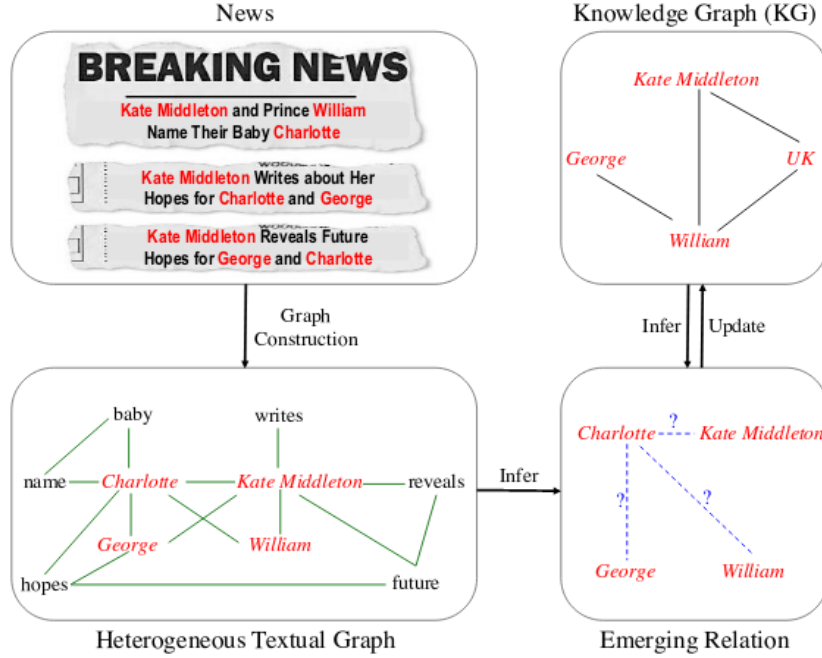 News
BREAKING NEWS
Kate Middleton and Prince William
Name Their Baby Charlotte
Kate Middleton Writes about Her
Hopes for Charlotte and George
Kate Middleton Reveals Future
Hopes for George and Charlotte
Knowledge Graph (KG)
Kate Middleton
George
UK
William
Graph
Construction
Infer
Update
baby
writes
name
Charlotte
Kate Middleton
reveals
George
William
hopes
future
Heterogeneous Textual Graph
Infer
Charlotte
?
Kate Middleton
?
?
George
William
Emerging Relation